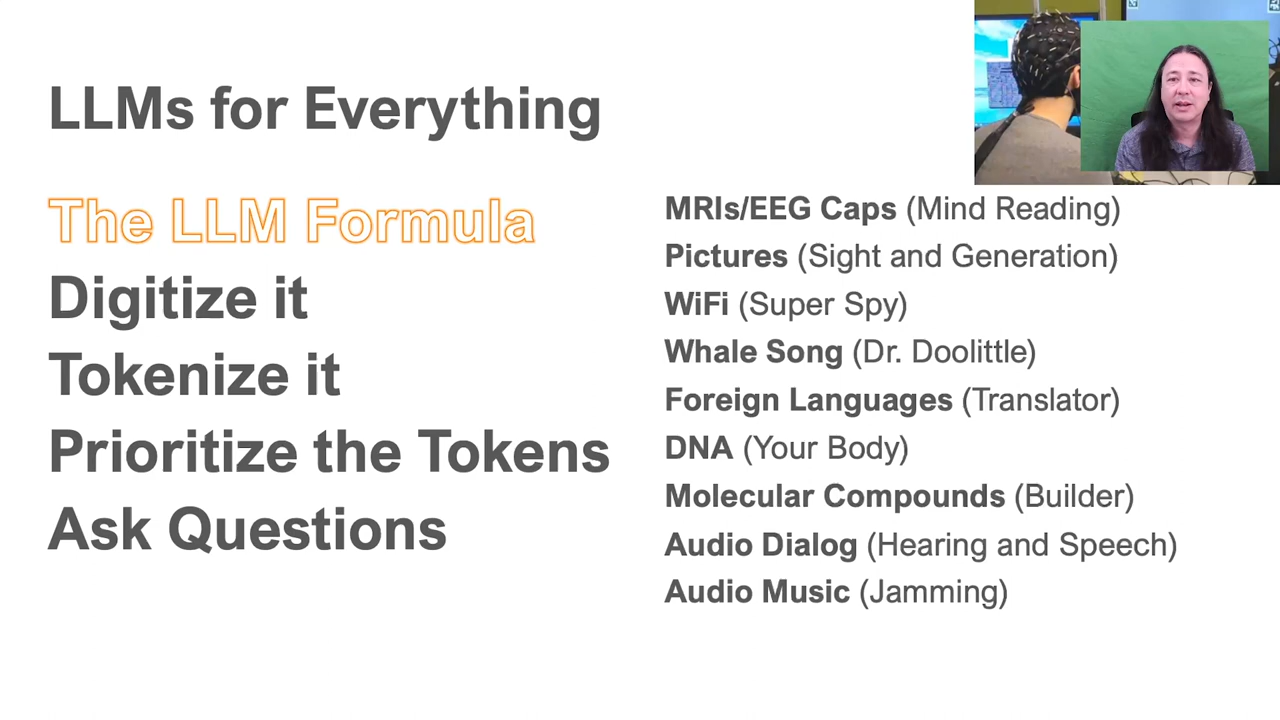 LLMs for Everything
The LLM Formula
Digitize it
Tokenize it
Prioritize the Tokens
Ask Questions
MRIs/EEG Caps (Mind Reading)
Pictures (Sight and Generation)
WiFi (Super Spy)
Whale Song (Dr. Doolittle)
Foreign Languages (Translator)
DNA (Your Body)
Molecular Compounds (Builder)
Audio Dialog (Hearing and Speech)
Audio Music (Jamming)